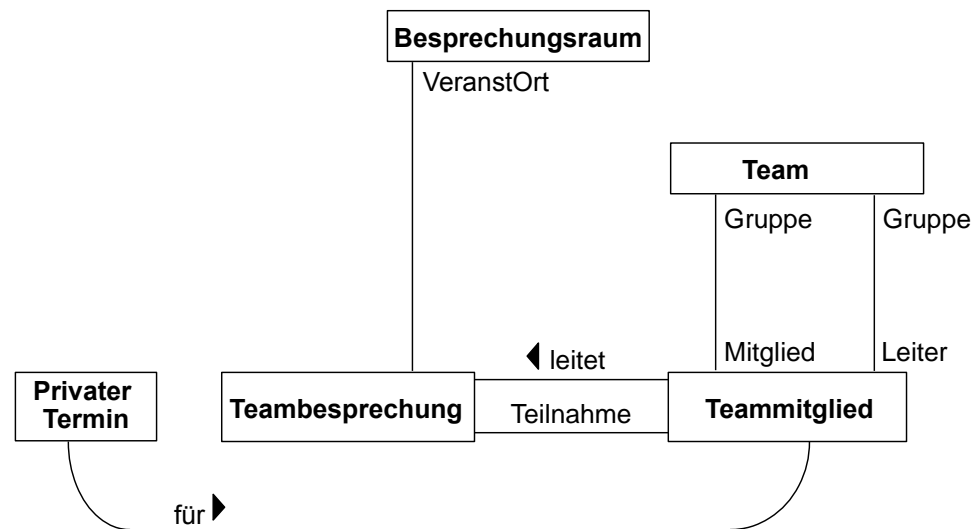 Besprechungsraum
VeranstOrt
Team
Gruppe
Gruppe
Mitglied
Leiter
leitet
Privater
Termin
Teambesprechung
Teilnahme
Teammitglied
für